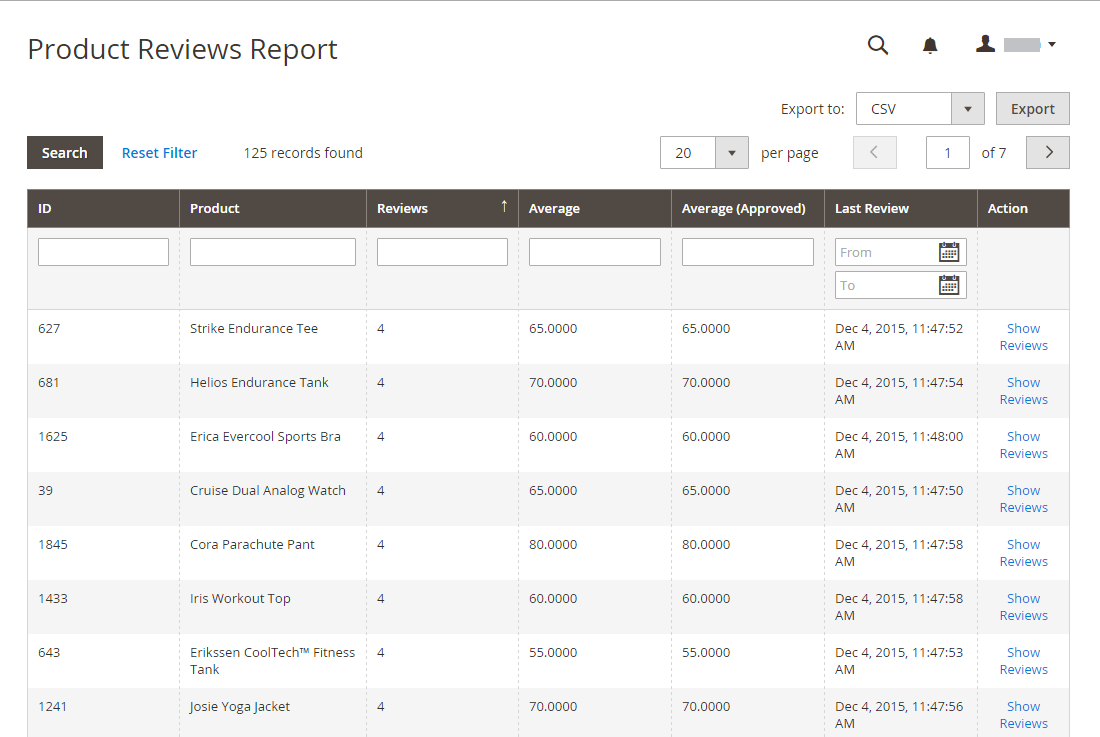 Product Reviews Report
Export to: CSV Export
Search Reset Filter 125 records found 20 per page 1 of 7
ID Product Reviews ↑ Average Average (Approved) Last Review Action
From
To
627 Strike Endurance Tee 4 65.0000 65.0000 Dec 4, 2015, 11:47:52 Show
AM Reviews
681 Helios Endurance Tank 4 70.0000 70.0000 Dec 4, 2015, 11:47:54 Show
AM Reviews
1625 Erica Evercool Sports Bra 4 60.0000 60.0000 Dec 4, 2015, 11:48:00 Show
AM Reviews
39 Cruise Dual Analog Watch 4 65.0000 65.0000 Dec 4, 2015, 11:47:50 Show
AM Reviews
1845 Cora Parachute Pant 4 80.0000 80.0000 Dec 4, 2015, 11:47:58 Show
AM Reviews
1433 Iris Workout Top 4 60.0000 60.0000 Dec 4, 2015, 11:47:58 Show
AM Reviews
643 Erikssen CoolTech™ Fitness 4 55.0000 55.0000 Dec 4, 2015, 11:47:53 Show
Tank AM Reviews
1241 Josie Yoga Jacket 4 70.0000 70.0000 Dec 4, 2015, 11:47:56 Show
AM Reviews